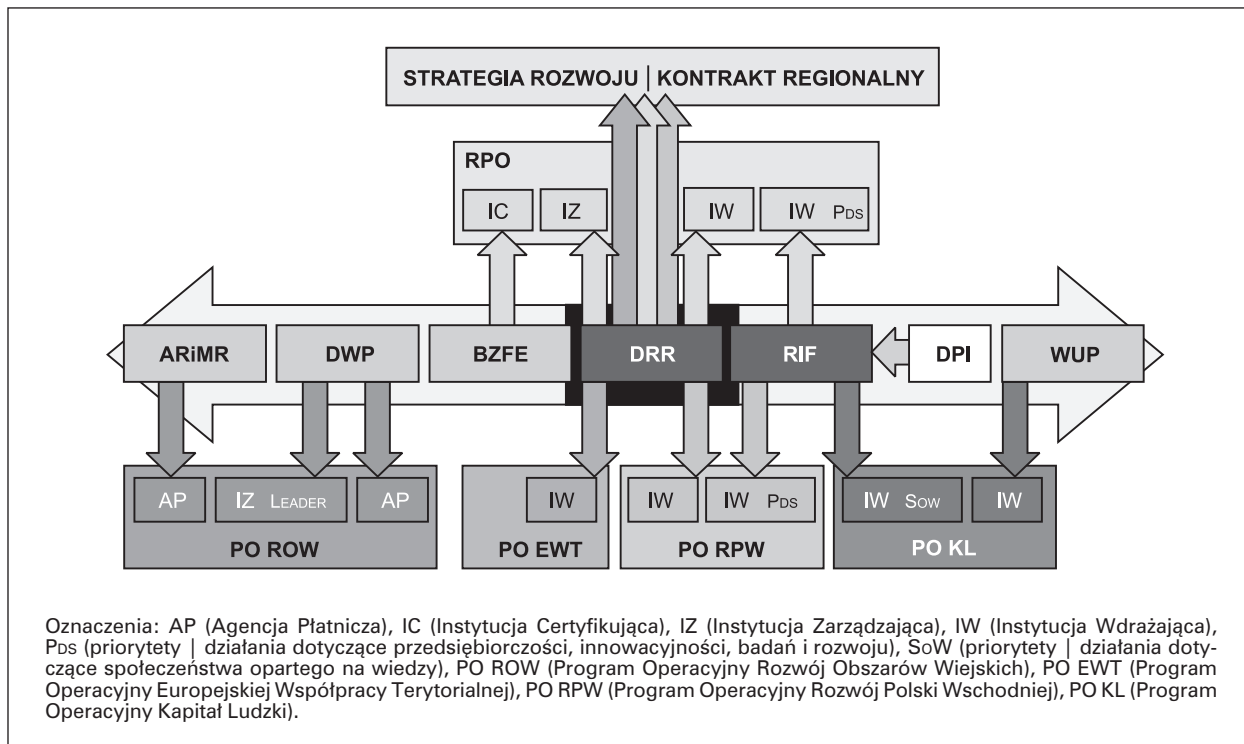 STRATEGIA ROZWOJU | KONTRAKT REGIONALNY
RPO
IC IZ IW IW PDS
ARiMR DWP BZFE DRR RIF DPI WUP
AP IZ LEADER AP IW IW IW PDS IW SOW IW
PO ROW PO EWT PO RPW PO KL
Oznaczenia: AP (Agencja Płatnicza), IC (Instytucja Certyfikująca), IZ (Instytucja Zarządzająca), IW (Instytucja Wdrażająca),
PDS (priorytety | działania dotyczące przedsiębiorczości, innowacyjności, badań i rozwoju), SoW (priorytety | działania doty-
czące społeczeństwa opartego na wiedzy), PO ROW (Program Operacyjny Rozwój Obszarów Wiejskich), PO EWT (Program
Operacyjny Europejskiej Współpracy Terytorialnej), PO RPW (Program Operacyjny Rozwój Polski Wschodniej), PO KL (Program
Operacyjny Kapitał Ludzki).